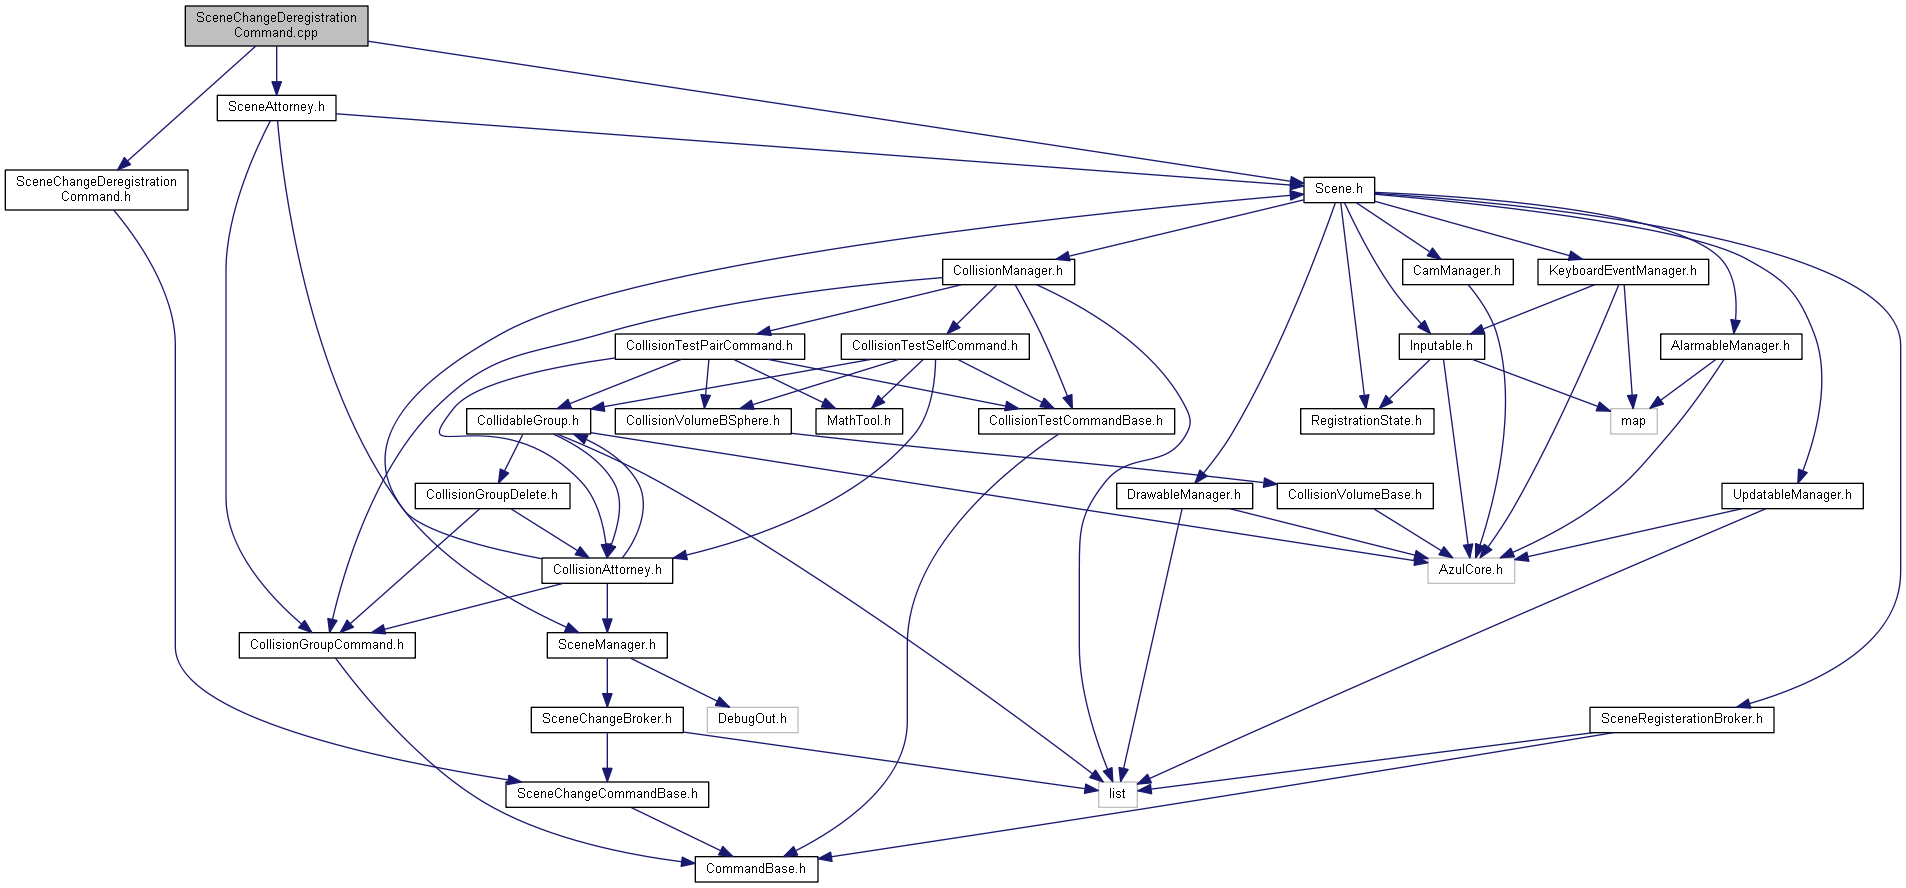 SceneChangeDeregistration
Command.cpp
SceneAttorney.h
SceneChangeDeregistration
Command.h
Scene.h
CollisionManager.h
CamManager.h
KeyboardEventManager.h
CollisionTestPairCommand.h
CollisionTestSelfCommand.h
Inputable.h
AlarmableManager.h
CollidableGroup.h
CollisionVolumeBSphere.h
MathTool.h
CollisionTestCommandBase.h
RegistrationState.h
map
CollisionGroupDelete.h
DrawableManager.h
CollisionVolumeBase.h
UpdatableManager.h
CollisionAttorney.h
AzulCore.h
CollisionGroupCommand.h
SceneManager.h
SceneChangeBroker.h
DebugOut.h
SceneRegisterationBroker.h
SceneChangeCommandBase.h
list
CommandBase.h